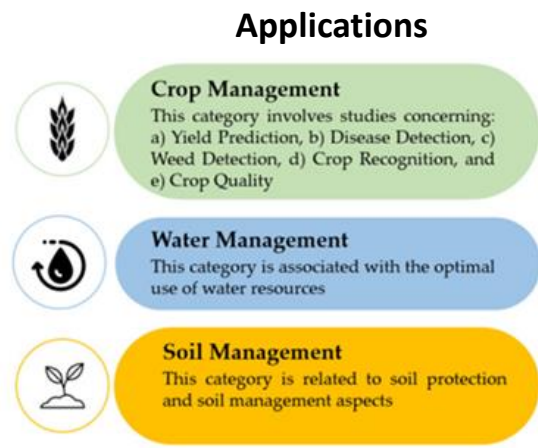 Applications
Crop Management
This category involves studies concerning:
a) Yield Prediction, b) Disease Detection, c)
Weed Detection, d) Crop Recognition, and
e) Crop Quality
Water Management
This category is associated with the optimal
use of water resources
Soil Management
This category is related to soil protection
and soil management aspects